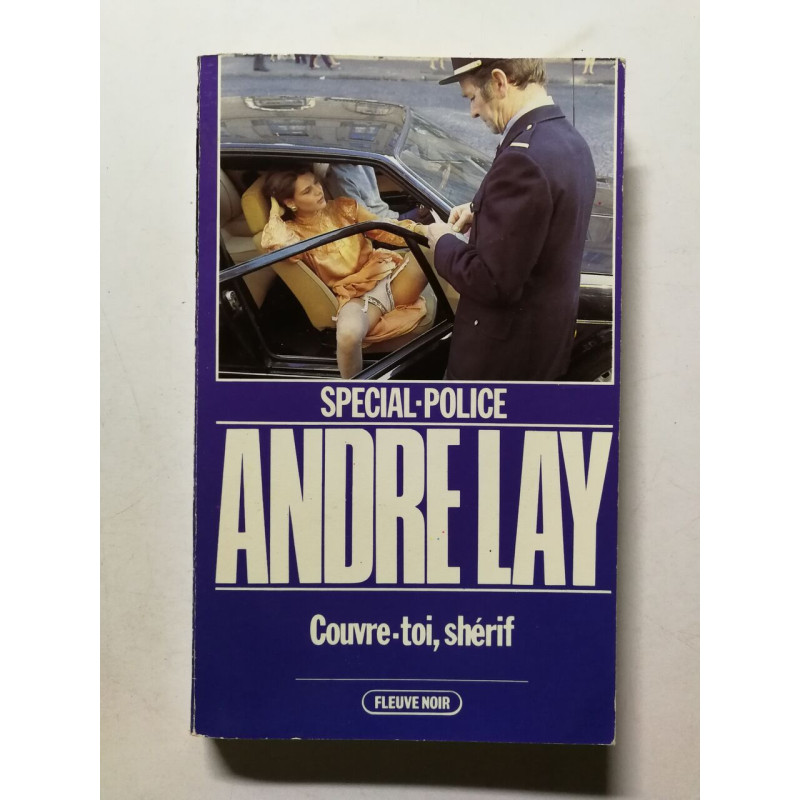 SPECIAL-POLICE
ANDRE LAY
Couvre-toi, shérif
FLEUVE NOIR